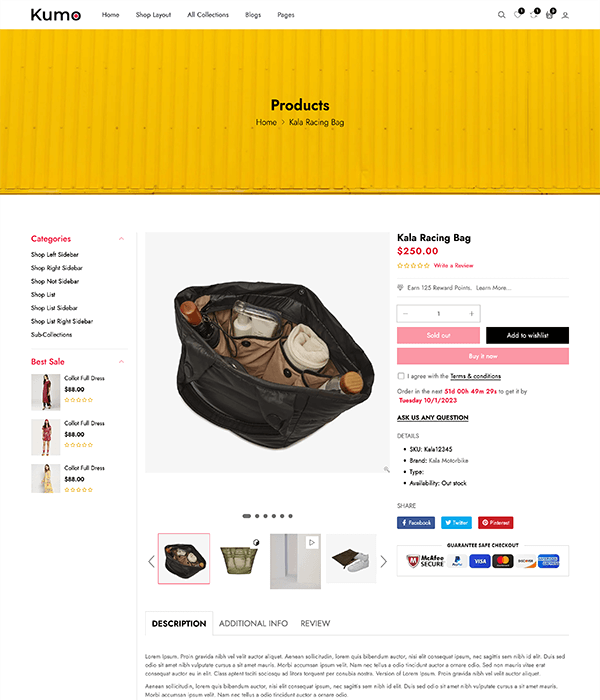 Kumo
Home Shop Layout All Collections Blogs Pages
1 1 3
Products
Home > Kala Racing Bag
Categories
Shop Left Sidebar
Shop Right Sidebar
Shop Not Sidebar
Shop List
Shop List Sidebar
Shop List Right Sidebar
Sub-Collections
Best Sale
Collot Full Dress
$88.00
Collot Full Dress
$88.00
Collot Full Dress
$88.00
Kala Racing Bag
$250.00
Write a Review
Earn 125 Reward Points. Learn More...
− 1 +
Sold out
Add to wishlist
Buy it now
I agree with the Terms & conditions
Order in the next 51d 00h 49m 29s to get it by
Tuesday 10/1/2023
ASK US ANY QUESTION
DETAILS
SKU: Kala12345
Brand: Kala Motorbike
Type:
Availability: Out stock
SHARE
Facebook
Twitter
Pinterest
GUARANTE SAFE CHECKOUT
McAfee SECURE PayPal VISA
DESCRIPTION ADDITIONAL INFO REVIEW
Lorem Ipsum. Proin gravida nibh vel velit auctor aliquet. Aenean sollicitudin, lorem quis bibendum auctor, nisi elit consequat ipsum, nec sagittis sem nibh id elit. Duis sed
odio sit amet nibh vulputate cursus a sit amet mauris. Morbi accumsan ipsum velit. Nam nec tellus a odio tincidunt auctor a ornare odio. Sed non mauris vitae erat
consequat auctor eu in elit. Class aptent taciti sociosqu ad litora torquent per conubia nostra. Version of Lorem Ipsum. Proin gravida nibh vel velit auctor aliquet.
Aenean sollicitudin, lorem quis bibendum auctor, nisi elit consequat ipsum, nec sagittis sem nibh id elit. Duis sed odio sit amet nibh vulputate cursus a sit amet
mauris. Morbi accumsan ipsum velit. Nam nec tellus a odio tincidunt auctor a ornare odio.